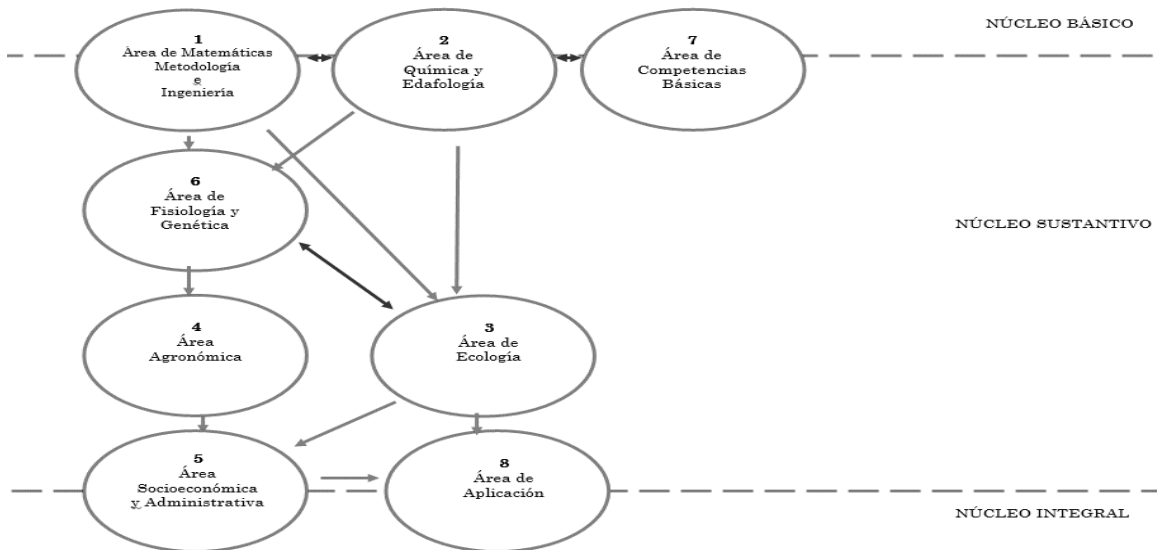 NÚCLEO BÁSICO
1
Área de Matemáticas
Metodología
e
Ingeniería
2
Área de
Química y
Edafología
7
Área de
Competencias
Básicas
6
Área de
Fisiología y
Genética
NÚCLEO SUSTANTIVO
4
Área
Agronómica
3
Área de
Ecología
5
Área
Socioeconómica
y Administrativa
8
Área de
Aplicación
NÚCLEO INTEGRAL